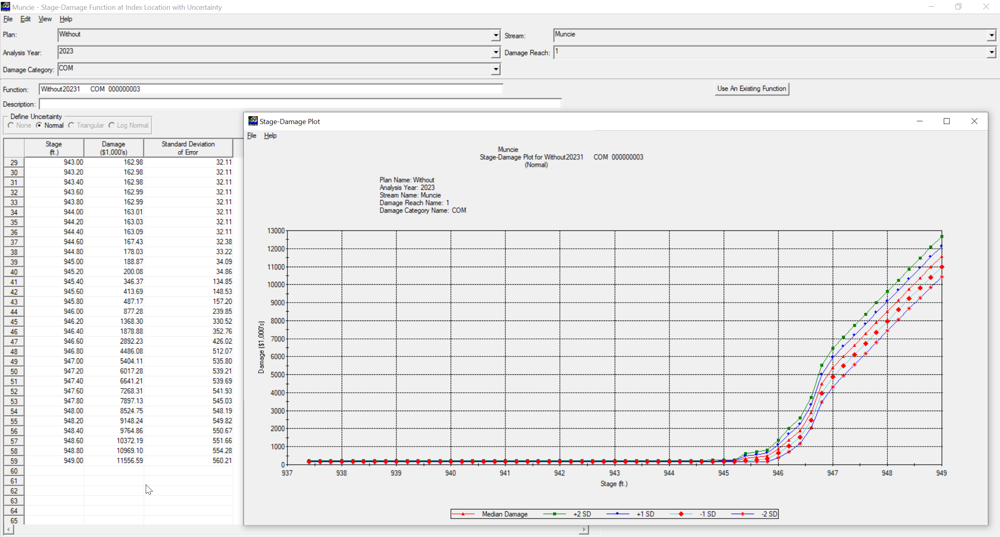 Muncie - Stage-Damage Function at Index Location with Uncertainty
File Edit View Help
Plan: Without Stream: Muncie
Analysis Year: 2023 Damage Reach: 1
Damage Category: COM
Function: Without20231 COM 000000003 Use An Existing Function
Description:
Define Uncertainty
None Normal Triangular Log Normal
Stage (ft.) Damage ($1,000's) Standard Deviation of Error
29 943.00 162.98 32.11
30 943.20 162.98 32.11
31 943.40 162.98 32.11
32 943.60 162.99 32.11
33 943.80 162.99 32.11
34 944.00 163.01 32.11
35 944.20 163.03 32.11
36 944.40 163.09 32.11
37 944.60 167.43 32.38
38 944.80 178.03 33.22
39 945.00 188.87 34.09
40 945.20 200.08 34.86
41 945.40 346.37 134.85
42 945.60 413.69 148.53
43 945.80 487.17 157.20
44 946.00 877.28 239.85
45 946.20 1368.30 330.52
46 946.40 1878.88 352.76
47 946.60 2892.23 426.02
48 946.80 4486.08 512.07
49 947.00 5404.11 535.80
50 947.20 6017.28 539.21
51 947.40 6641.21 539.69
52 947.60 7268.31 541.93
53 947.80 7897.13 545.03
54 948.00 8524.75 548.19
55 948.20 9148.24 549.82
56 948.40 9764.86 550.67
57 948.60 10372.19 551.66
58 948.80 10969.10 554.28
59 949.00 11556.59 560.21
60
61
62
63
64
65
Stage-Damage Plot
File Help
Muncie
Stage-Damage Plot for Without20231 COM 000000003
(Normal)
Plan Name: Without
Analysis Year: 2023
Stream Name: Muncie
Damage Reach Name: 1
Damage Category Name: COM
Damage ($1,000's)
13000
12000
11000
10000
9000
8000
7000
6000
5000
4000
3000
2000
1000
0
937 938 939 940 941 942 943 944 945 946 947 948 949
Stage (ft.)
Median Damage +2 SD +1 SD -1 SD -2 SD